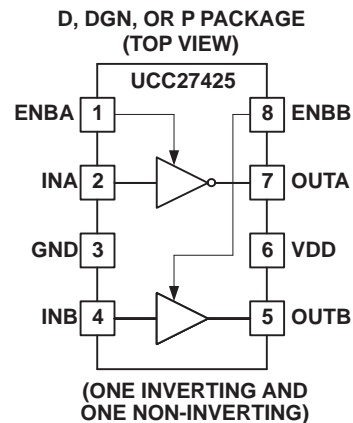 D, DGN, OR P PACKAGE
(TOP VIEW)
UCC27425
ENBA 1 8 ENBB
INA 2 7 OUTA
GND 3 6 VDD
INB 4 5 OUTB
(ONE INVERTING AND
ONE NON-INVERTING)